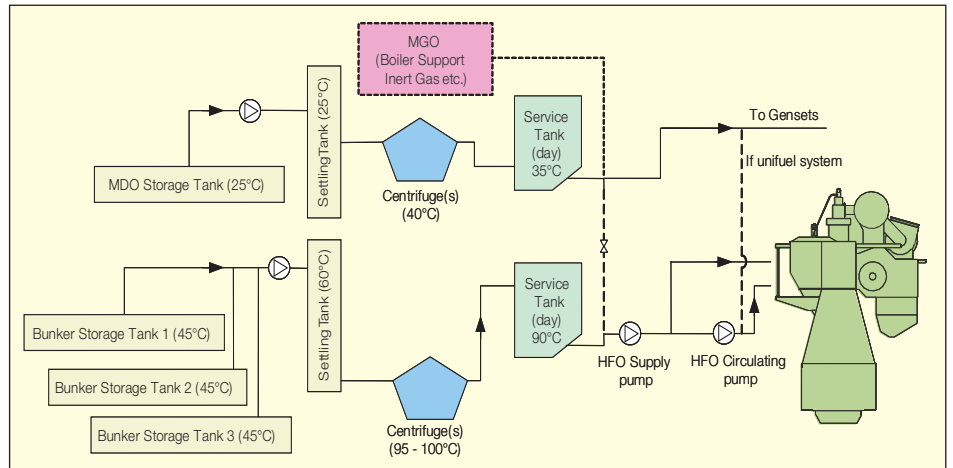 MGO
(Boiler Support
Inert Gas etc.)
MDO Storage Tank (25°C)
SettlingTank (25°C)
Centrifuge(s)
(40°C)
Service
Tank
(day)
35°C
To Gensets
If unifuel system
Bunker Storage Tank 1 (45°C)
Bunker Storage Tank 2 (45°C)
Bunker Storage Tank 3 (45°C)
Settling Tank (60°C)
Centrifuge(s)
(95 - 100°C)
Service
Tank
(day)
90°C
HFO Supply
pump
HFO Circulating
pump